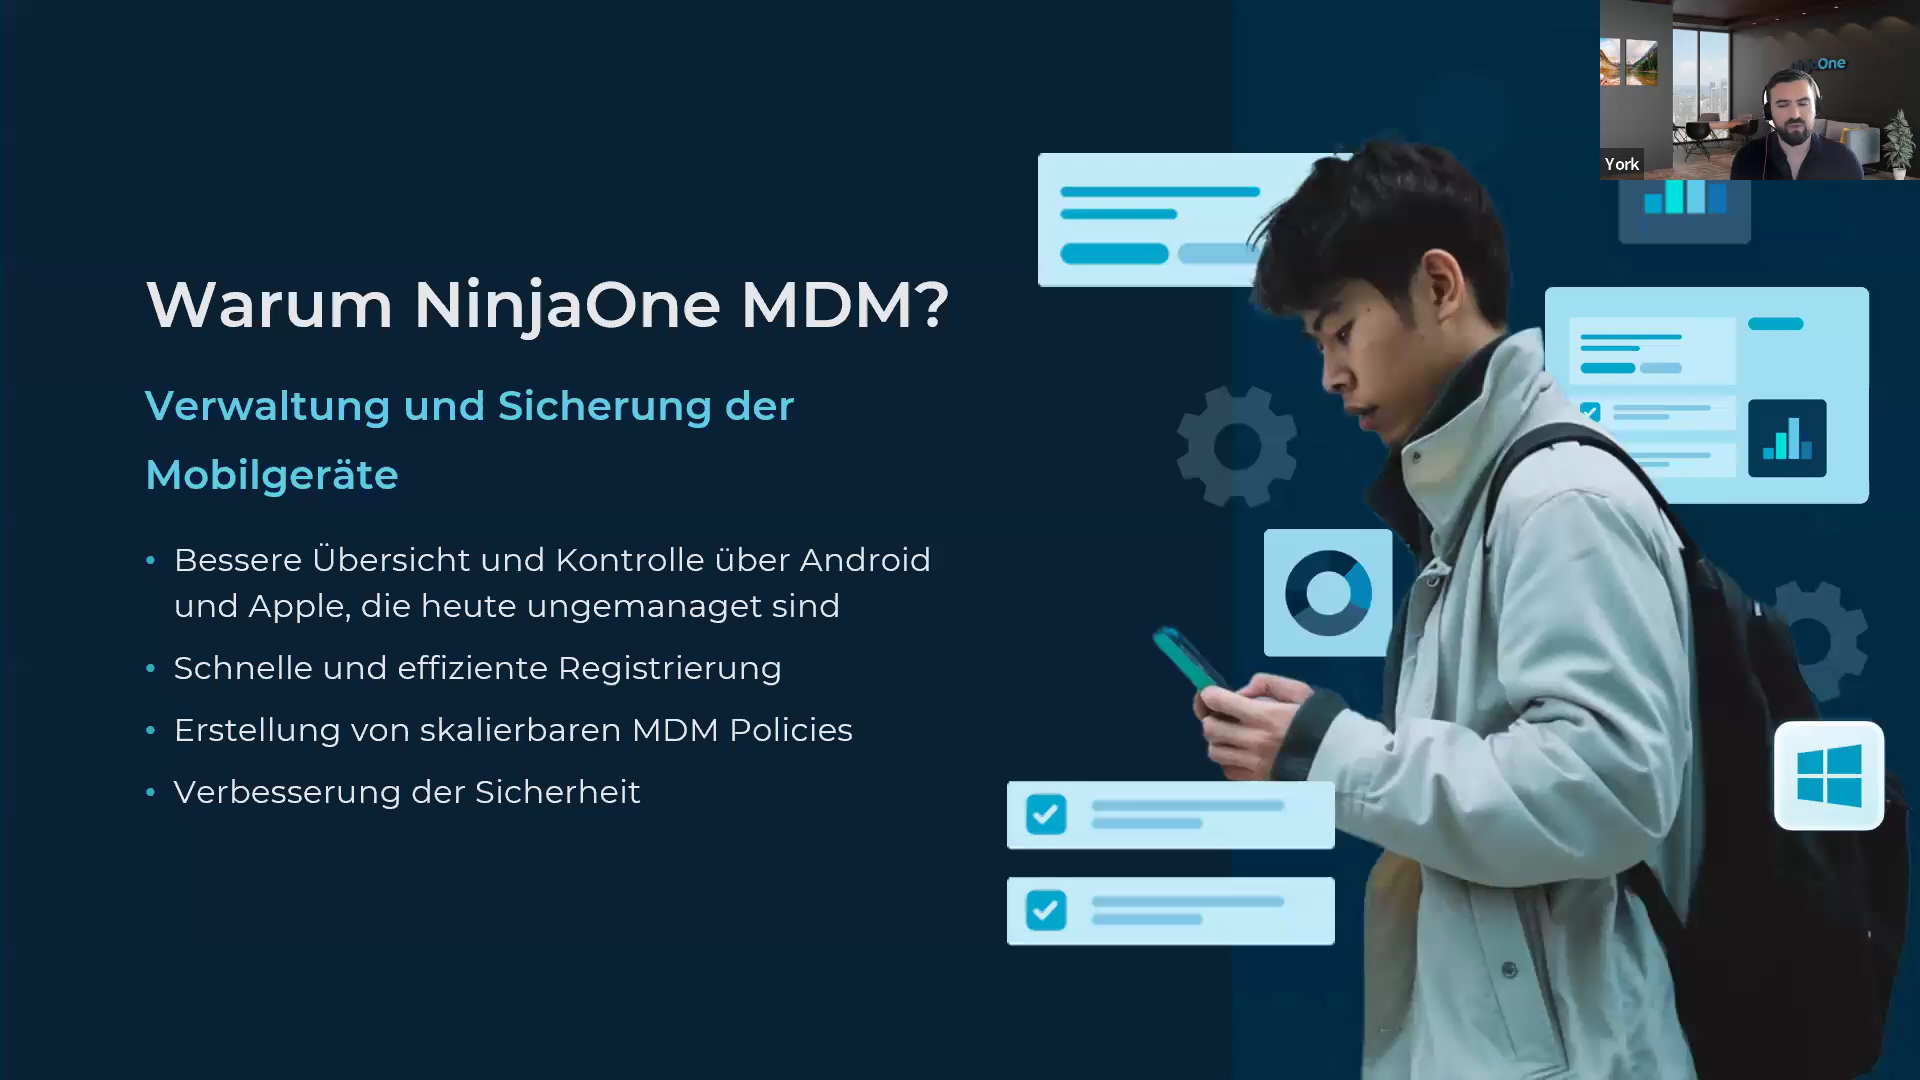 Warum NinjaOne MDM?
Verwaltung und Sicherung der
Mobilgeräte
• Bessere Übersicht und Kontrolle über Android
und Apple, die heute ungemanaget sind
• Schnelle und effiziente Registrierung
• Erstellung von skalierbaren MDM Policies
• Verbesserung der Sicherheit
One
York